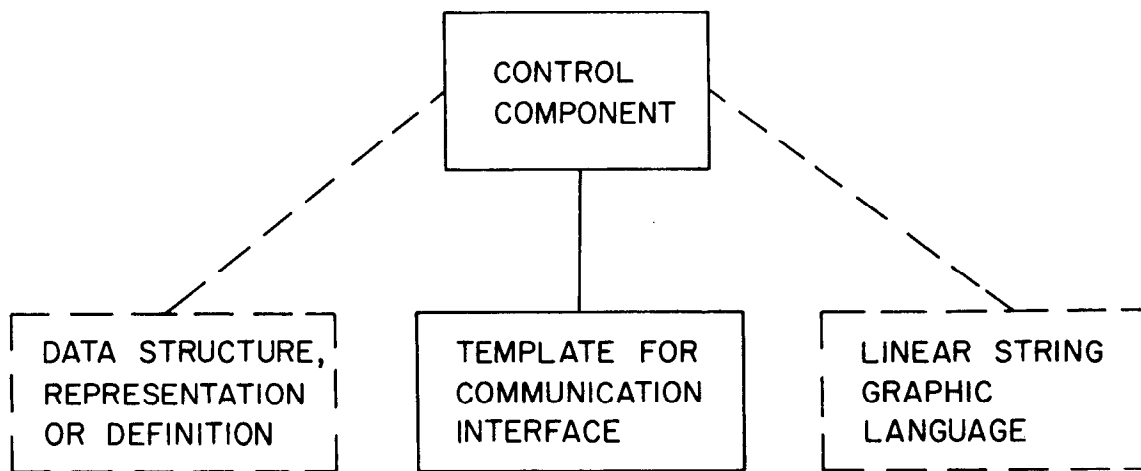 CONTROL
COMPONENT
DATA STRUCTURE,
REPRESENTATION
OR DEFINITION
TEMPLATE FOR
COMMUNICATION
INTERFACE
LINEAR STRING
GRAPHIC
LANGUAGE